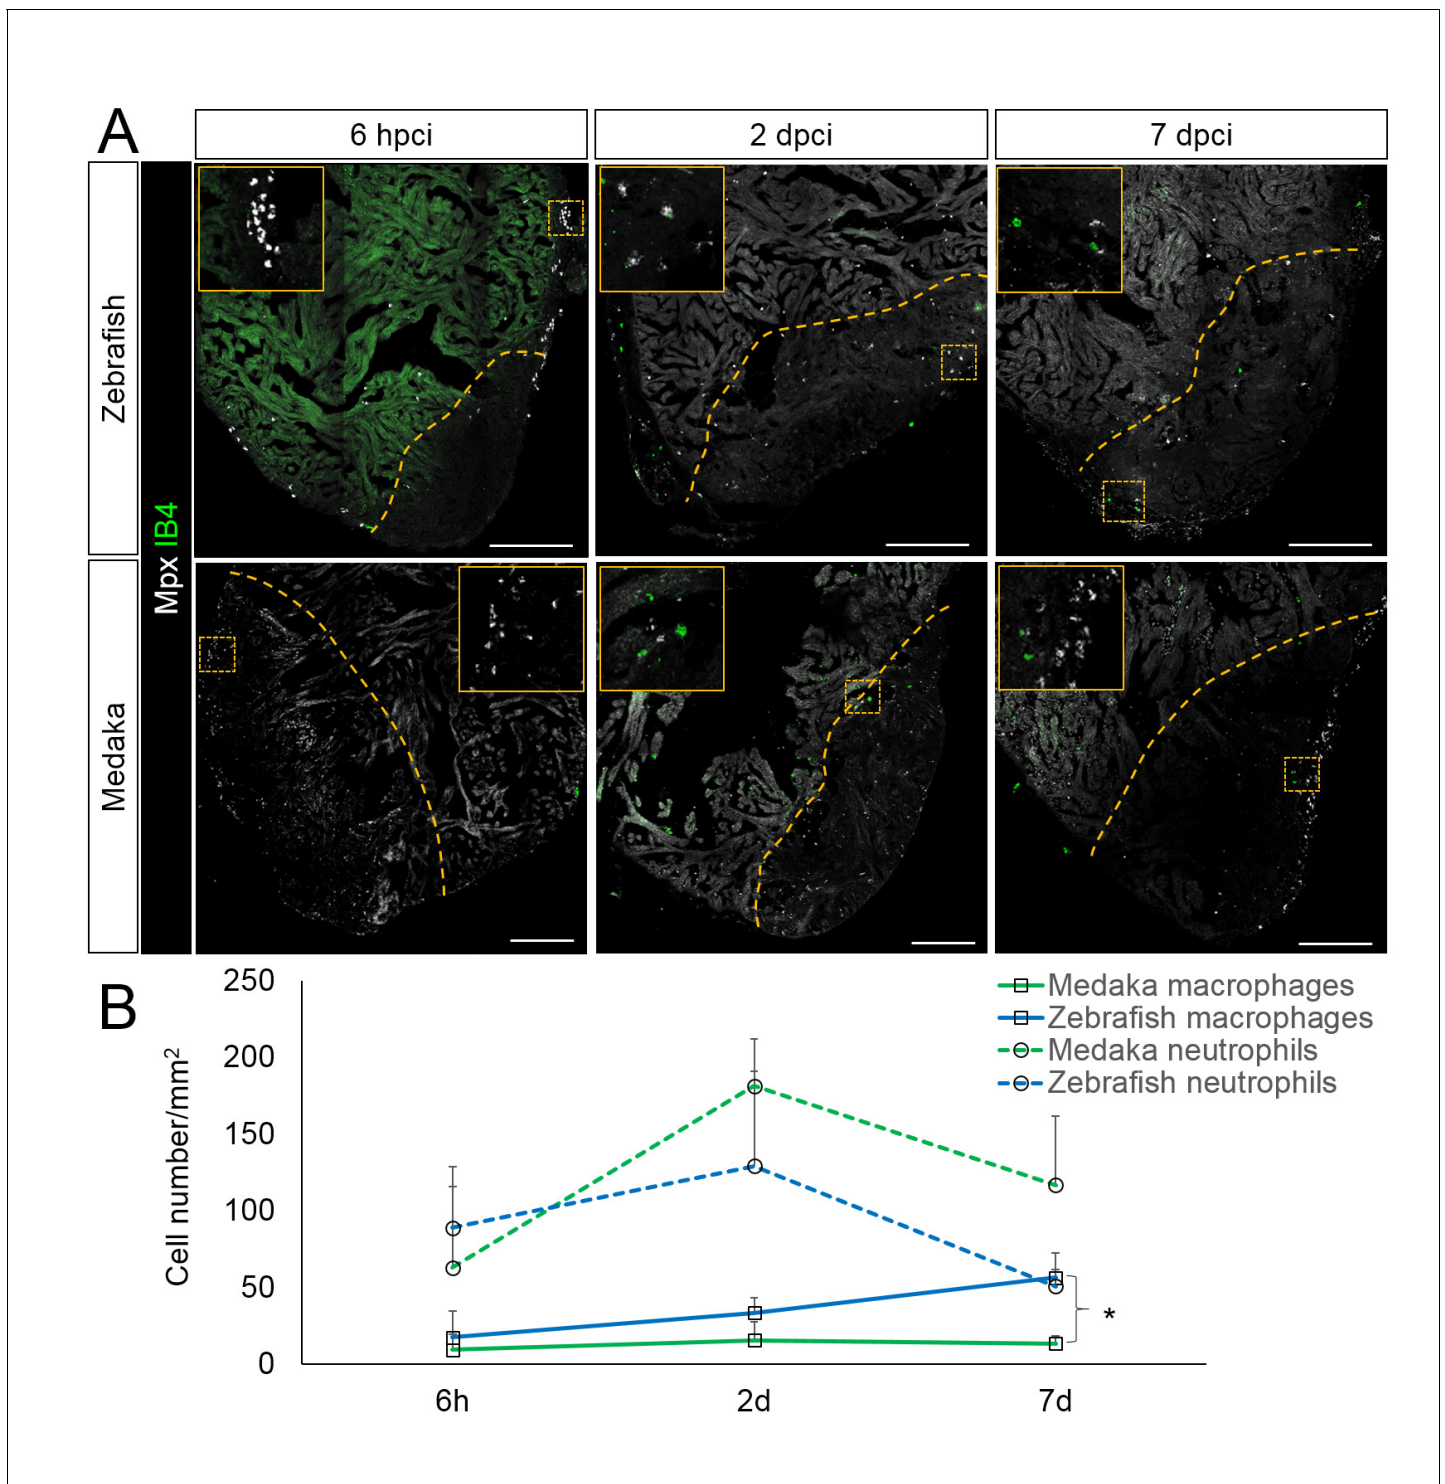 A
6 hpci
2 dpci
7 dpci
Zebrafish
Medaka
Mpx IB4
B
Cell number/mm²
250
200
150
100
50
0
6h
2d
7d
Medaka macrophages
Zebrafish macrophages
Medaka neutrophils
Zebrafish neutrophils
*